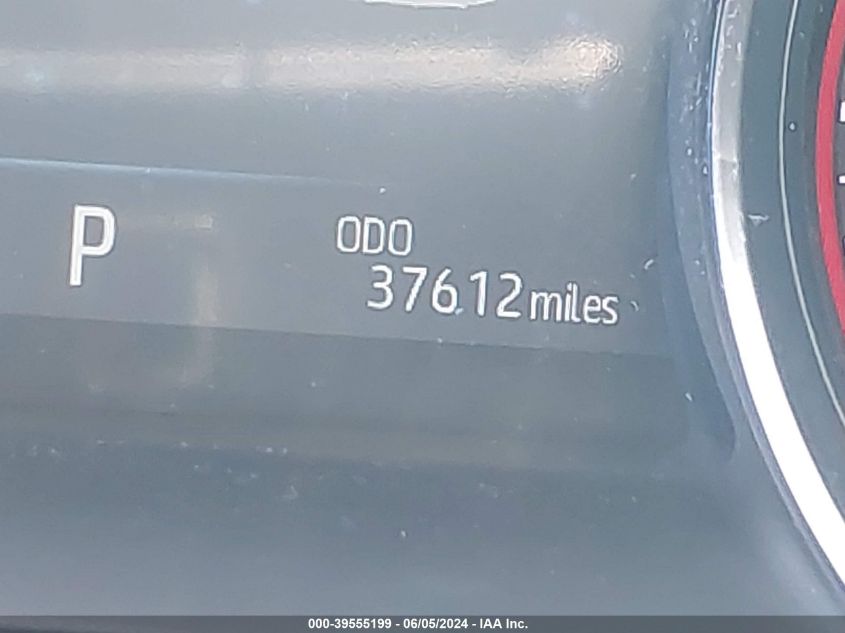 P
ODO
37612 miles
000-39555199 - 06/05/2024 - IAA Inc.